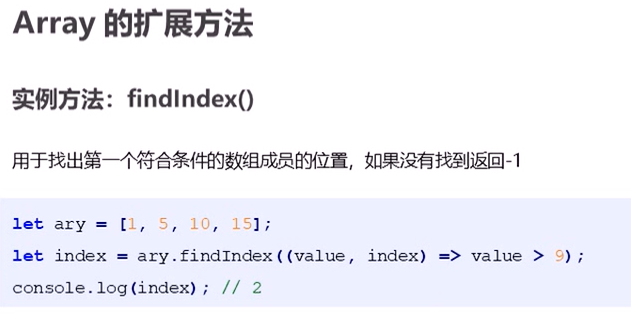 Array 的扩展方法
实例方法：findIndex()
用于找出第一个符合条件的数组成员的位置，如果没有找到返回-1
let ary = [1, 5, 10, 15];
let index = ary.findIndex((value, index) => value > 9);
console.log(index); // 2